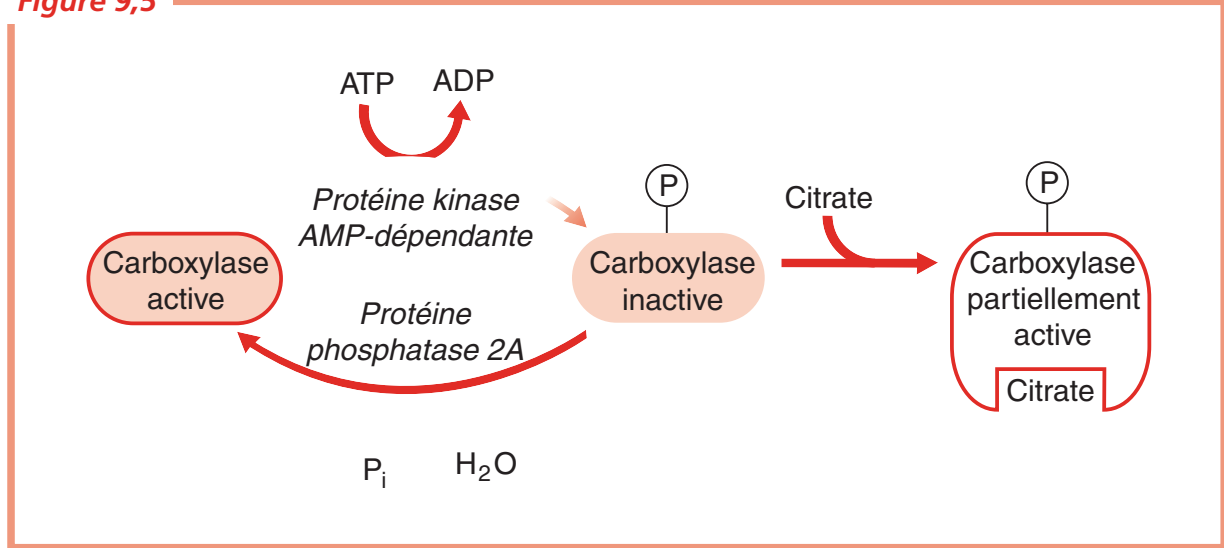 Figure 9,5
ATP ADP
Protéine kinase
AMP-dépendante
Carboxylase
active
Protéine
phosphatase 2A
P
Carboxylase
inactive
Citrate
P
Carboxylase
partiellement
active
Citrate
Pi H2O